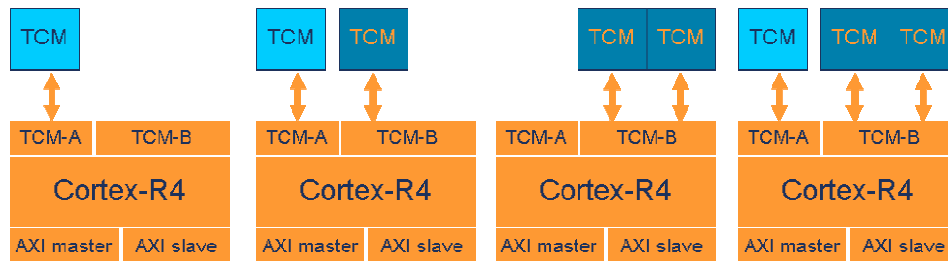 TCM TCM TCM TCM TCM TCM TCM TCM
TCM-A TCM-B TCM-A TCM-B TCM-A TCM-B TCM-A TCM-B
Cortex-R4 Cortex-R4 Cortex-R4 Cortex-R4
AXI master AXI slave AXI master AXI slave AXI master AXI slave AXI master AXI slave